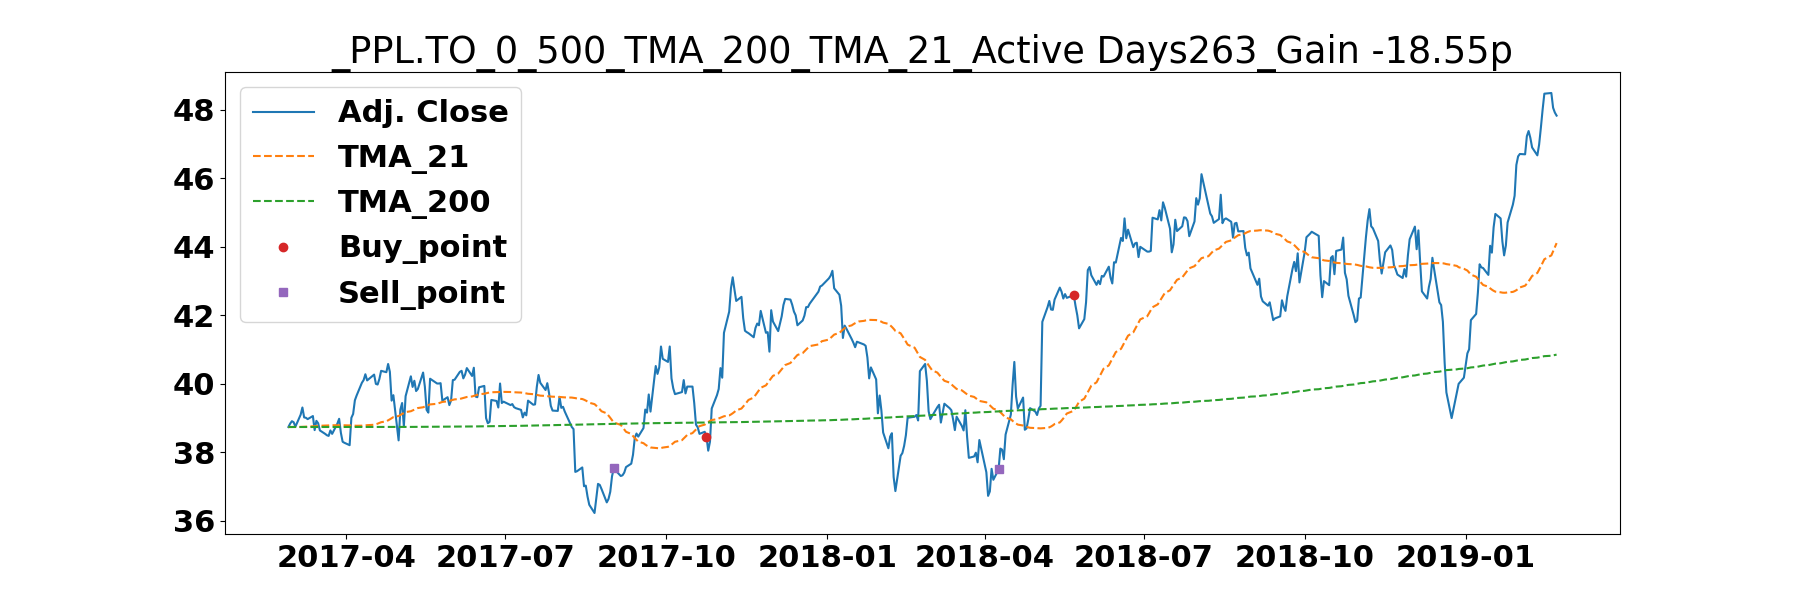 _PPL.TO_0_500_TMA_200_TMA_21_Active Days263_Gain -18.55p
Adj. Close
TMA_21
TMA_200
Buy_point
Sell_point
48
46
44
42
40
38
36
2017-04 2017-07 2017-10 2018-01 2018-04 2018-07 2018-10 2019-01